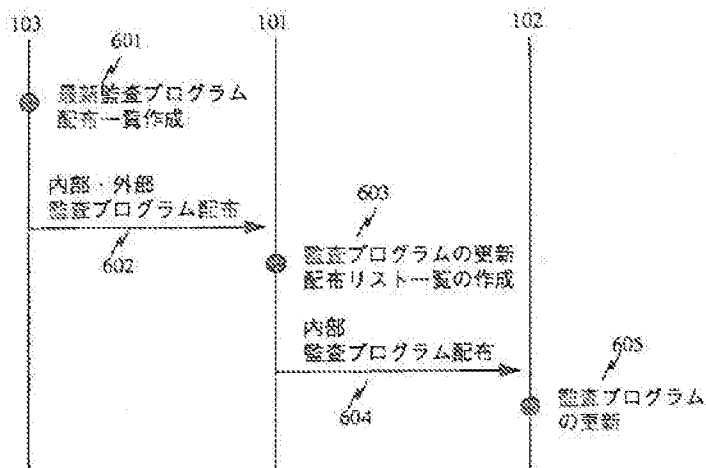 103
101
102
601
最新監査プログラム
配布一覧作成
内部・外部
監査プログラム配布
602
603
監査プログラムの更新
配布リスト一覧の作成
内部
監査プログラム配布
604
605
監査プログラム
の更新